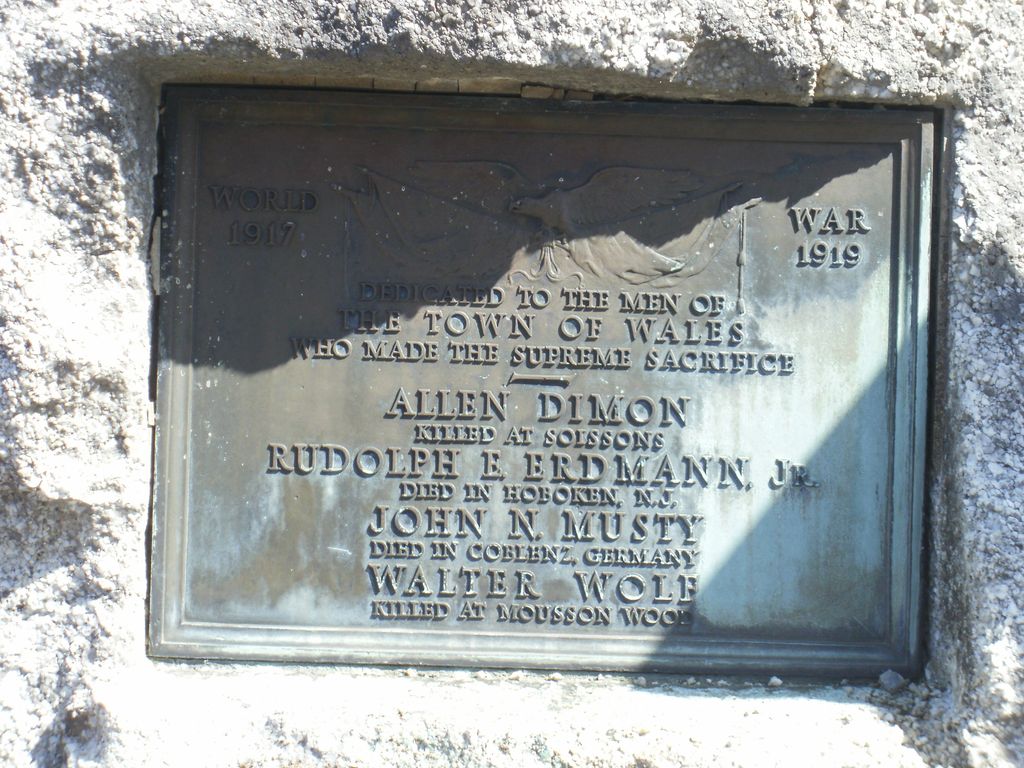 WORLD WAR
1917 1919
DEDICATED TO THE MEN OF
THE TOWN OF WALES
WHO MADE THE SUPREME SACRIFICE
ALLEN DIMON
KILLED AT SOISSONS
RUDOLPH E. ERDMANN, JR.
DIED IN HOBOKEN, N.J.
JOHN N. MUSTY
DIED IN COBLENZ, GERMANY
WALTER WOLF
KILLED AT MOUSSON WOOD